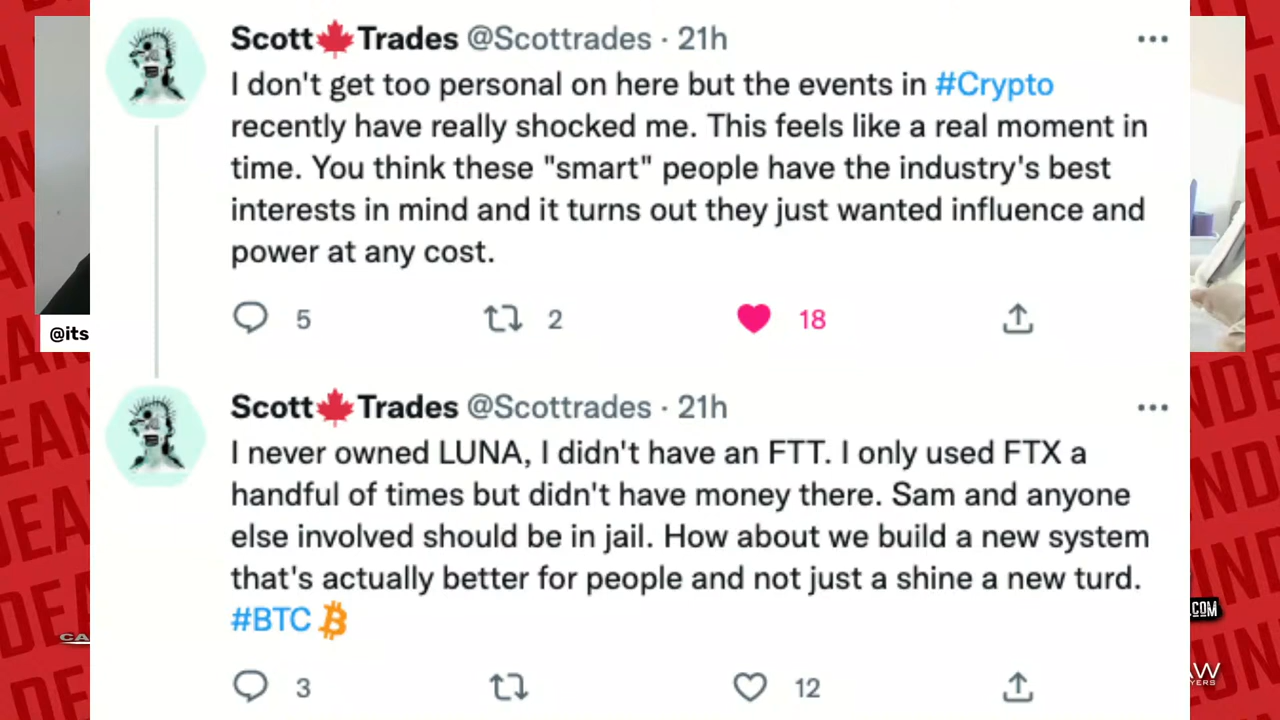 Scott🍁Trades @Scottrades · 21h
I don't get too personal on here but the events in #Crypto
recently have really shocked me. This feels like a real moment in
time. You think these "smart" people have the industry's best
interests in mind and it turns out they just wanted influence and
power at any cost.
5 2 18
@its
Scott🍁Trades @Scottrades · 21h
I never owned LUNA, I didn't have an FTT. I only used FTX a
handful of times but didn't have money there. Sam and anyone
else involved should be in jail. How about we build a new system
that's actually better for people and not just a shine a new turd.
#BTC
3 12